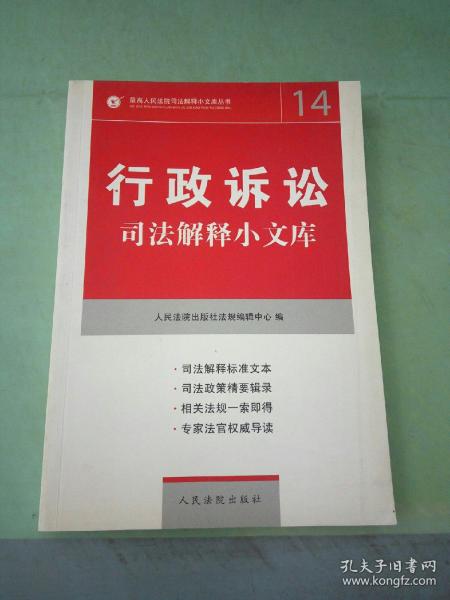 最高人民法院司法解释小文库丛书
14
行政诉讼
司法解释小文库
人民法院出版社法规编辑中心 编
·司法解释标准文本
·司法政策精要辑录
·相关法规一索即得
·专家法官权威导读
人民法院出版社
孔夫子旧书网
www.kongfz.com